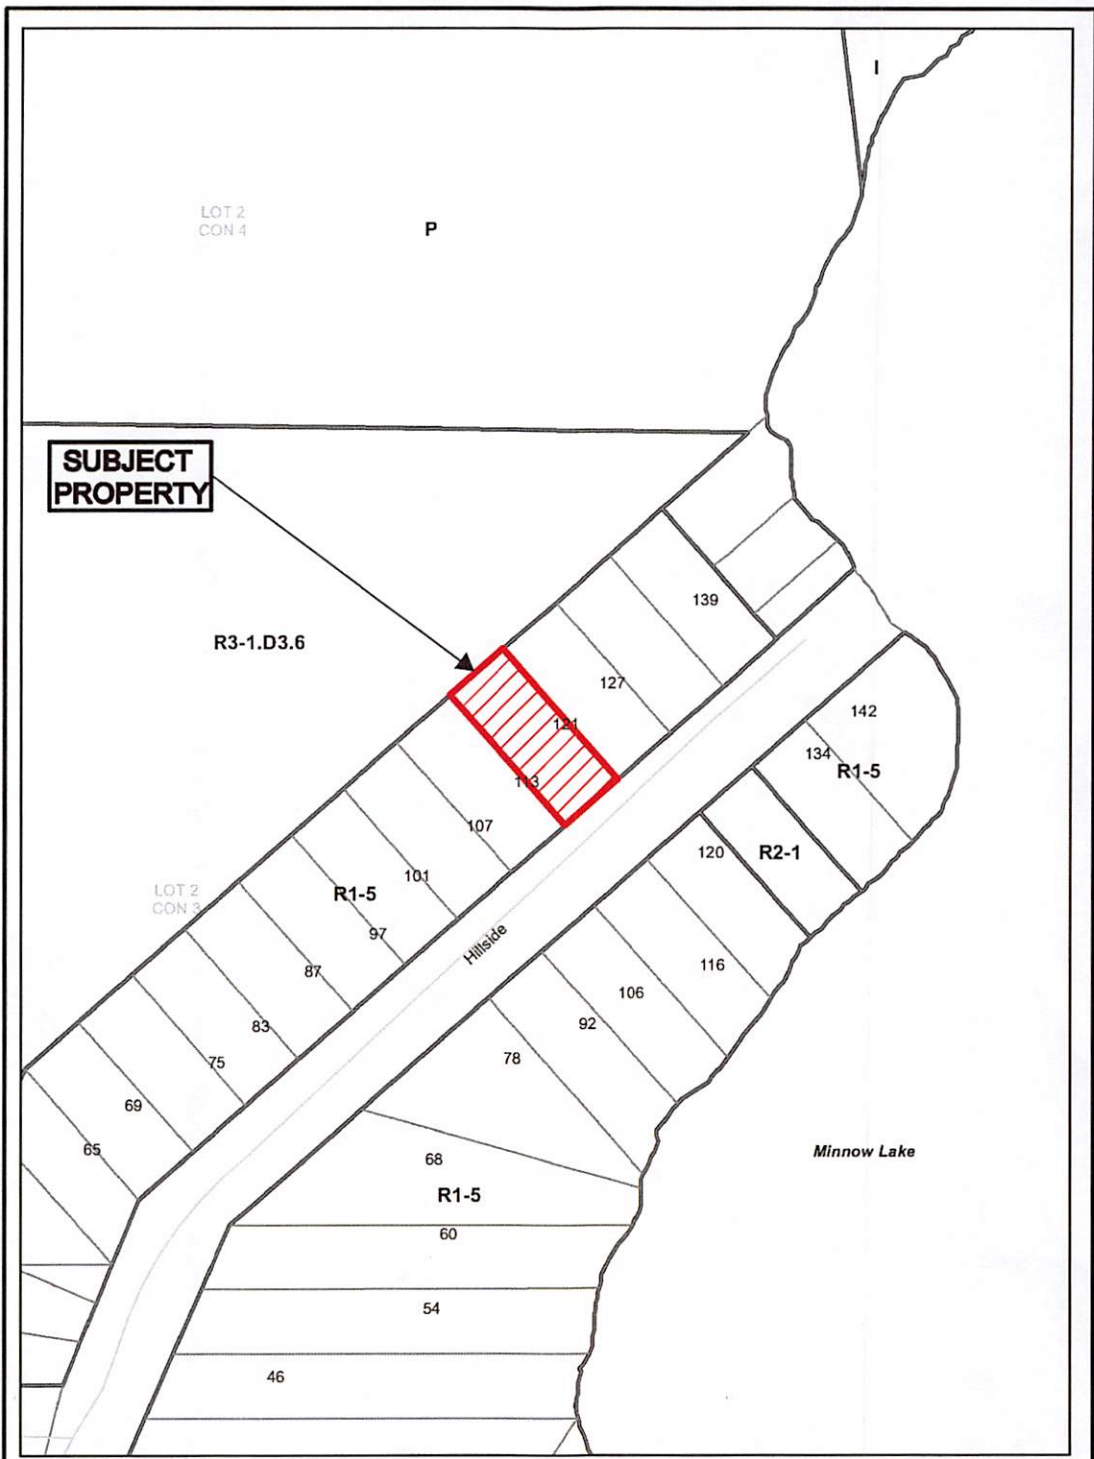 I
LOT 2
CON 4
P
SUBJECT
PROPERTY
139
R3-1.D3.6
127
142
121
134
R1-5
113
107
120
R2-1
101
LOT 2
CON 3
R1-5
97
Hillside
116
87
106
92
83
78
75
69
65
Minnow Lake
68
R1-5
60
54
46